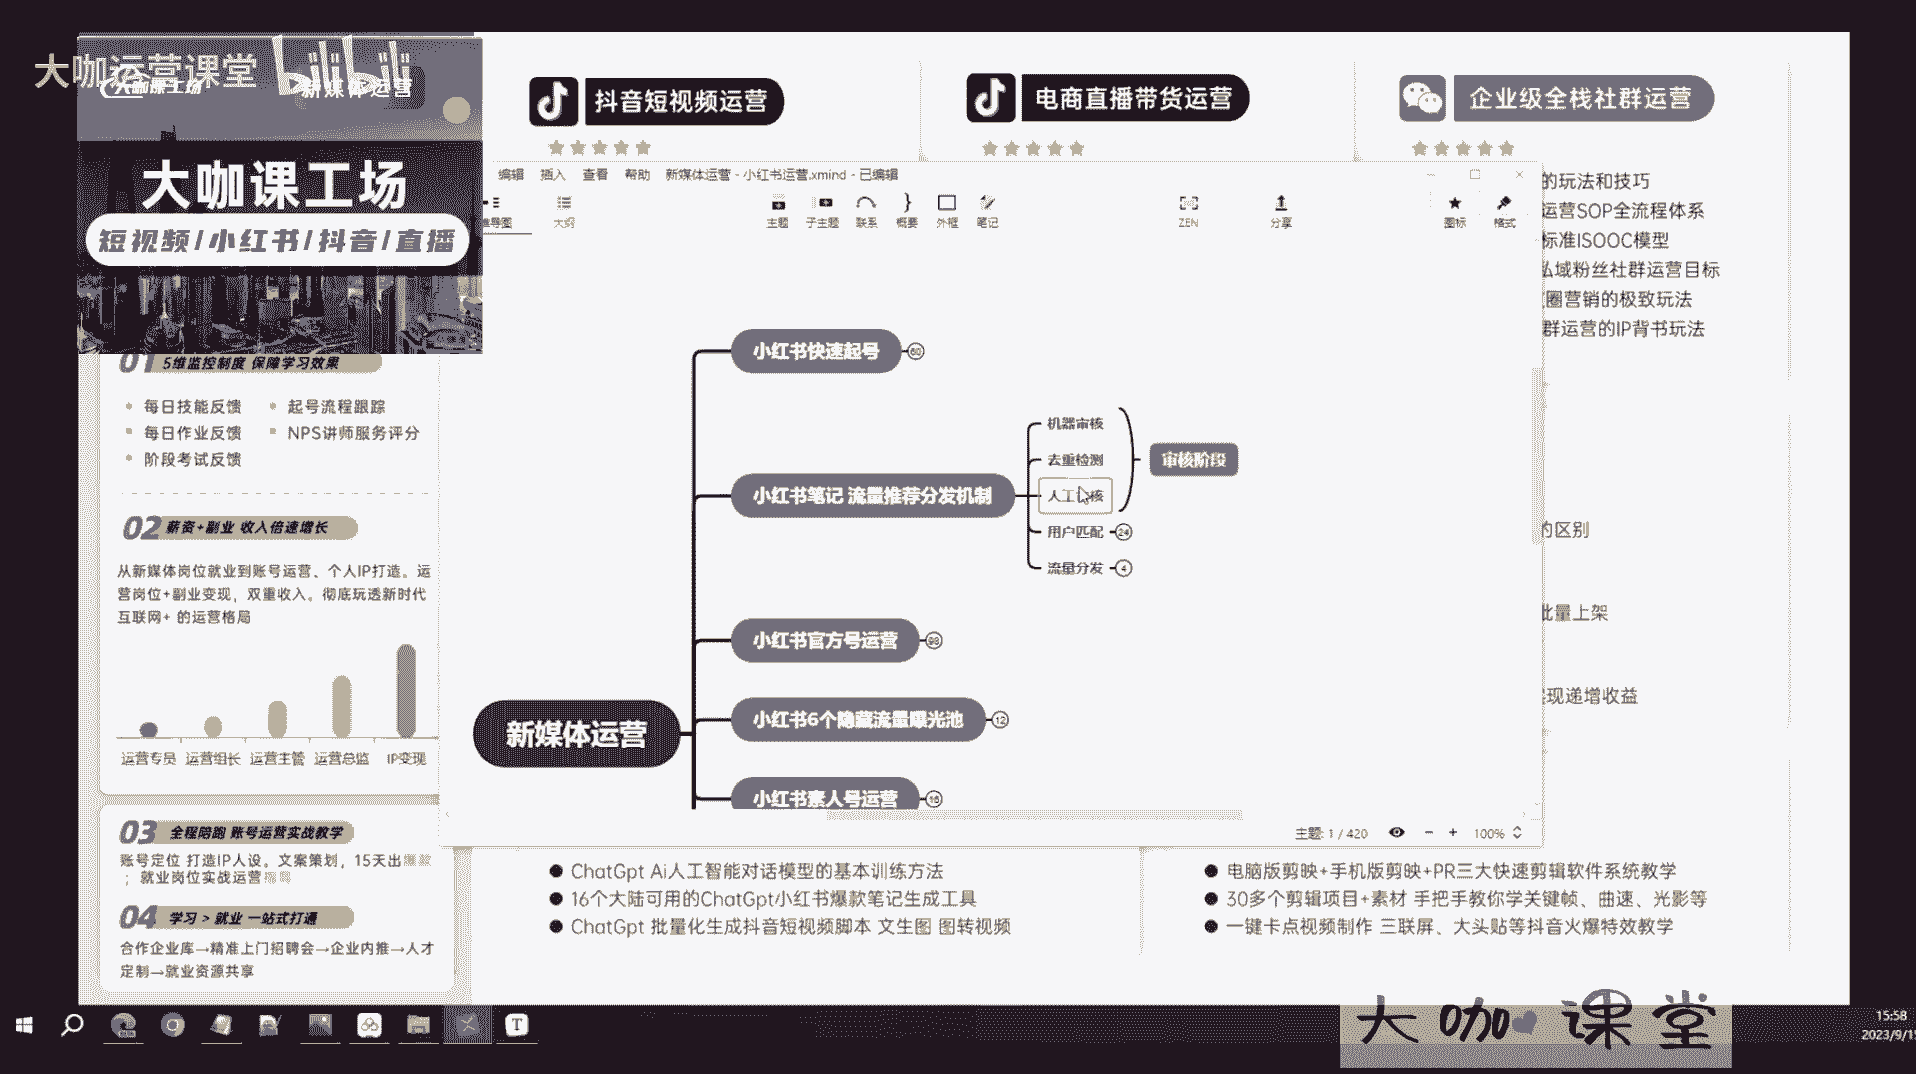 大咖运营课堂
bilibili
大咖课工场
新媒体运营
大咖课工场
短视频/小红书/抖音/直播
抖音短视频运营
电商直播带货运营
企业级全栈社群运营
编辑 插入 查看 帮助 新媒体运营 - 小红书运营.xmind - 已编辑
导图 大纲 主题 子主题 联系 概要 外框 笔记 ZEN 分享 图标 格式
的玩法和技巧
运营SOP全流程体系
标准ISOOC模型
私域粉丝社群运营目标
圈营销的极致玩法
群运营的IP背书玩法
的区别
批量上架
现递增收益
01 5维监控制度 保障学习效果
每日技能反馈 起号流程跟踪
每日作业反馈 NPS讲师服务评分
阶段考试反馈
02 薪资+副业 收入倍速增长
从新媒体岗位就业到账号运营、个人IP打造。运
营岗位+副业变现，双重收入。彻底玩透新时代
互联网+ 的运营格局
运营专员 运营组长 运营主管 运营总监 IP变现
03 全程陪跑 账号运营实战教学
账号定位 打造IP人设。文案策划，15天出
；就业岗位实战运营
04 学习 > 就业 一站式打通
合作企业库→精准上门招聘会→企业内推→人才
定制→就业资源共享
新媒体运营
小红书快速起号 60
小红书笔记 流量推荐分发机制
机器审核
去重检测
人工审核
用户匹配 24
流量分发 4
审核阶段
小红书官方号运营 98
小红书6个隐藏流量曝光池 12
小红书素人号运营 16
主题: 1 / 420 100%
ChatGpt Ai人工智能对话模型的基本训练方法
16个大陆可用的ChatGpt小红书爆款笔记生成工具
ChatGpt 批量化生成抖音短视频脚本 文生图 图转视频
电脑版剪映+手机版剪映+PR三大快速剪辑软件系统教学
30多个剪辑项目+素材 手把手教你学关键帧、曲速、光影等
一键卡点视频制作 三联屏、大头贴等抖音火爆特效教学
大咖课堂
T
15:58
2023/9/1